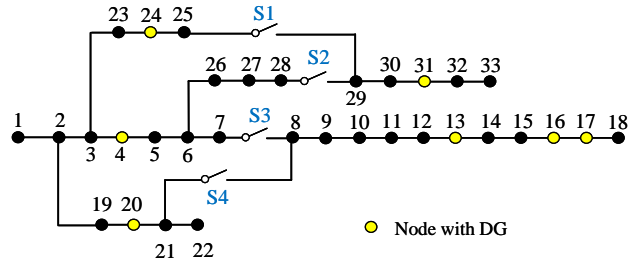 23 24 25 S1
26 27 28 S2 30 31 32 33
29
1 2 7 S3 8 9 10 11 12 13 14 15 16 17 18
3 4 5 6
19 20 S4
21 22
Node with DG